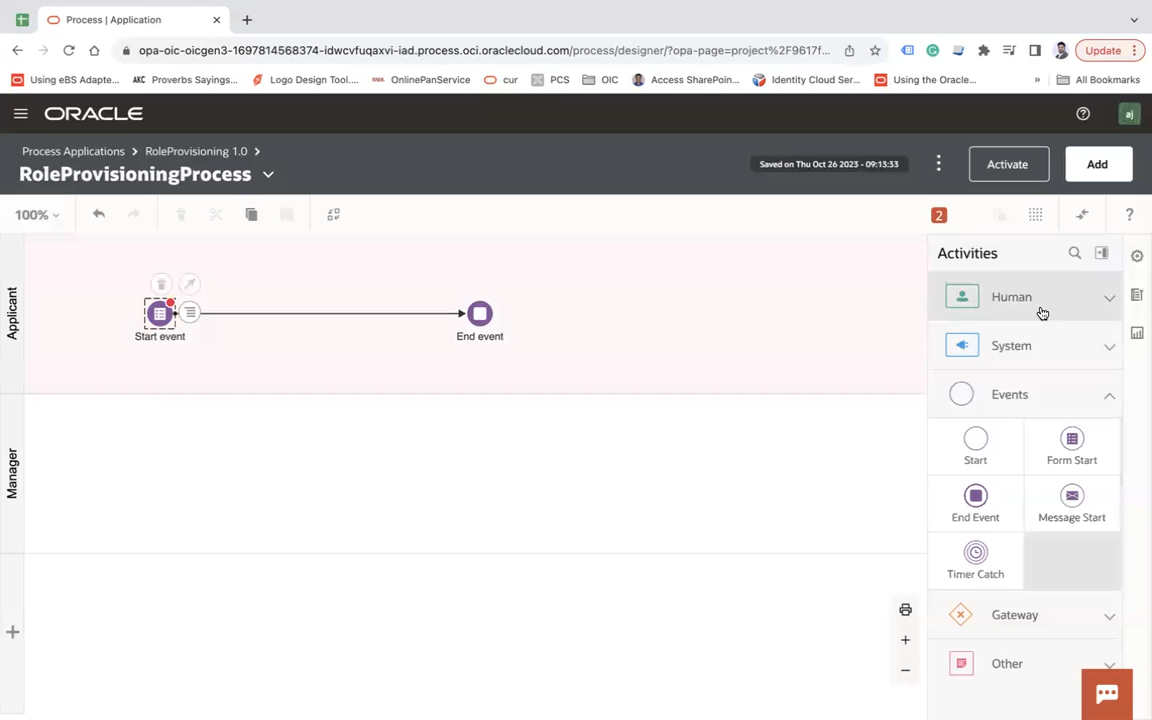 Process | Application
opa-oic-oicgen3-1697814568374-idwcvfuqaxvi-iad.process.oci.oraclecloud.com/process/designer/?opa-page=project%2F9617f...
Update
Using eBS Adapte...
AKC Proverbs Sayings...
Logo Design Tool....
OnlinePanService
cur
PCS
OIC
Access SharePoin...
Identity Cloud Ser...
Using the Oracle...
»
All Bookmarks
ORACLE
aj
Process Applications > RoleProvisioning 1.0 >
RoleProvisioningProcess
Saved on Thu Oct 26 2023 - 09:13:33
Activate
Add
100%
2
?
Applicant
Start event
End event
Manager
Activities
Human
System
Events
Start
Form Start
End Event
Message Start
Timer Catch
Gateway
Other